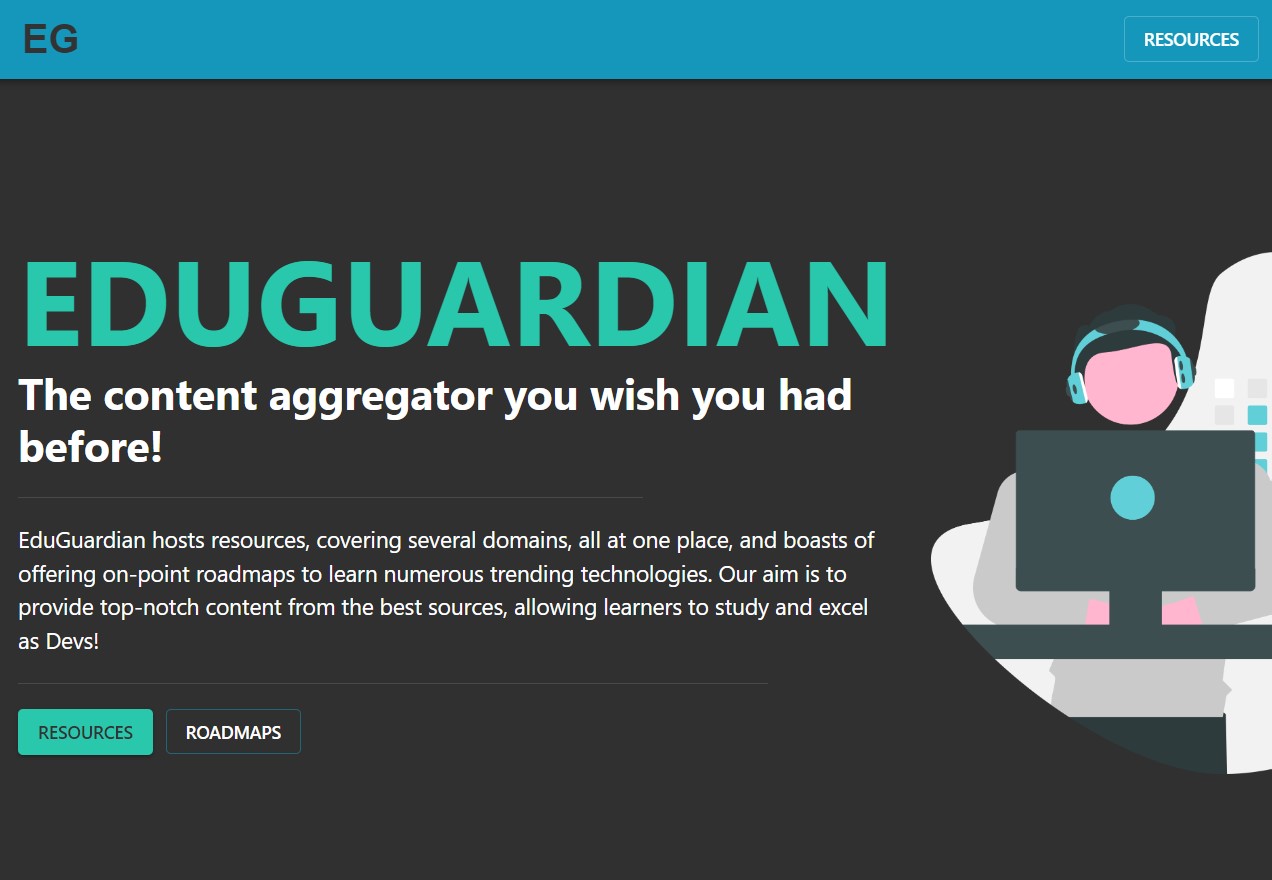 EG
RESOURCES
EDUGUARDIAN
The content aggregator you wish you had
before!
EduGuardian hosts resources, covering several domains, all at one place, and boasts of
offering on-point roadmaps to learn numerous trending technologies. Our aim is to
provide top-notch content from the best sources, allowing learners to study and excel
as Devs!
RESOURCES
ROADMAPS